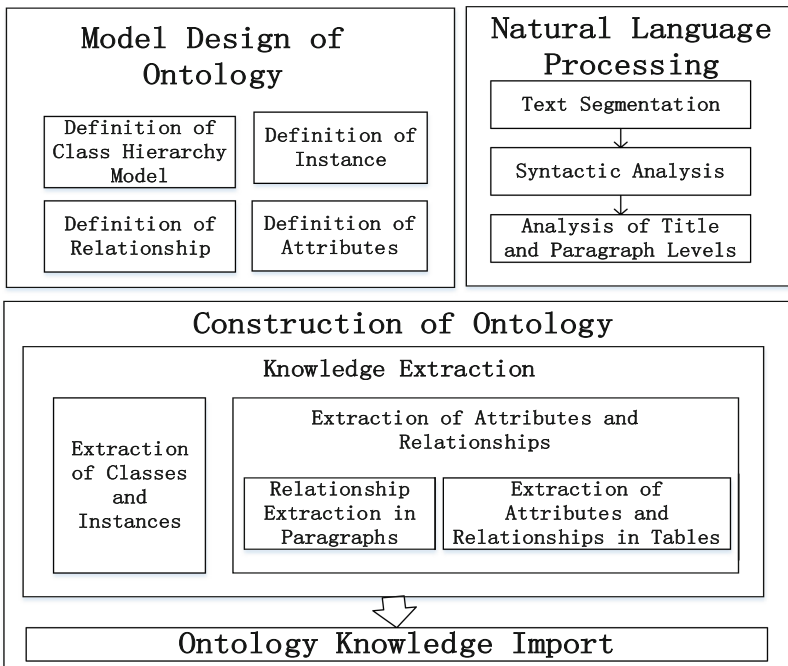 Model Design of
Ontology
Definition of
Class Hierarchy
Model
Definition of
Instance
Definition of
Relationship
Definition of
Attributes
Natural Language
Processing
Text Segmentation
Syntactic Analysis
Analysis of Title
and Paragraph Levels
Construction of Ontology
Knowledge Extraction
Extraction
of Classes
and
Instances
Extraction of Attributes and
Relationships
Relationship
Extraction in
Paragraphs
Extraction of
Attributes and
Relationships in Tables
Ontology Knowledge Import